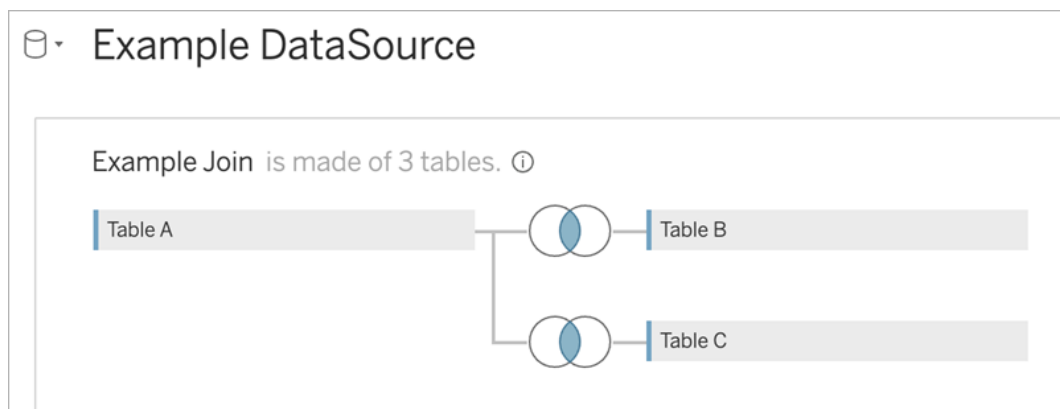 Example DataSource
Example Join is made of 3 tables.
Table A
Table B
Table C